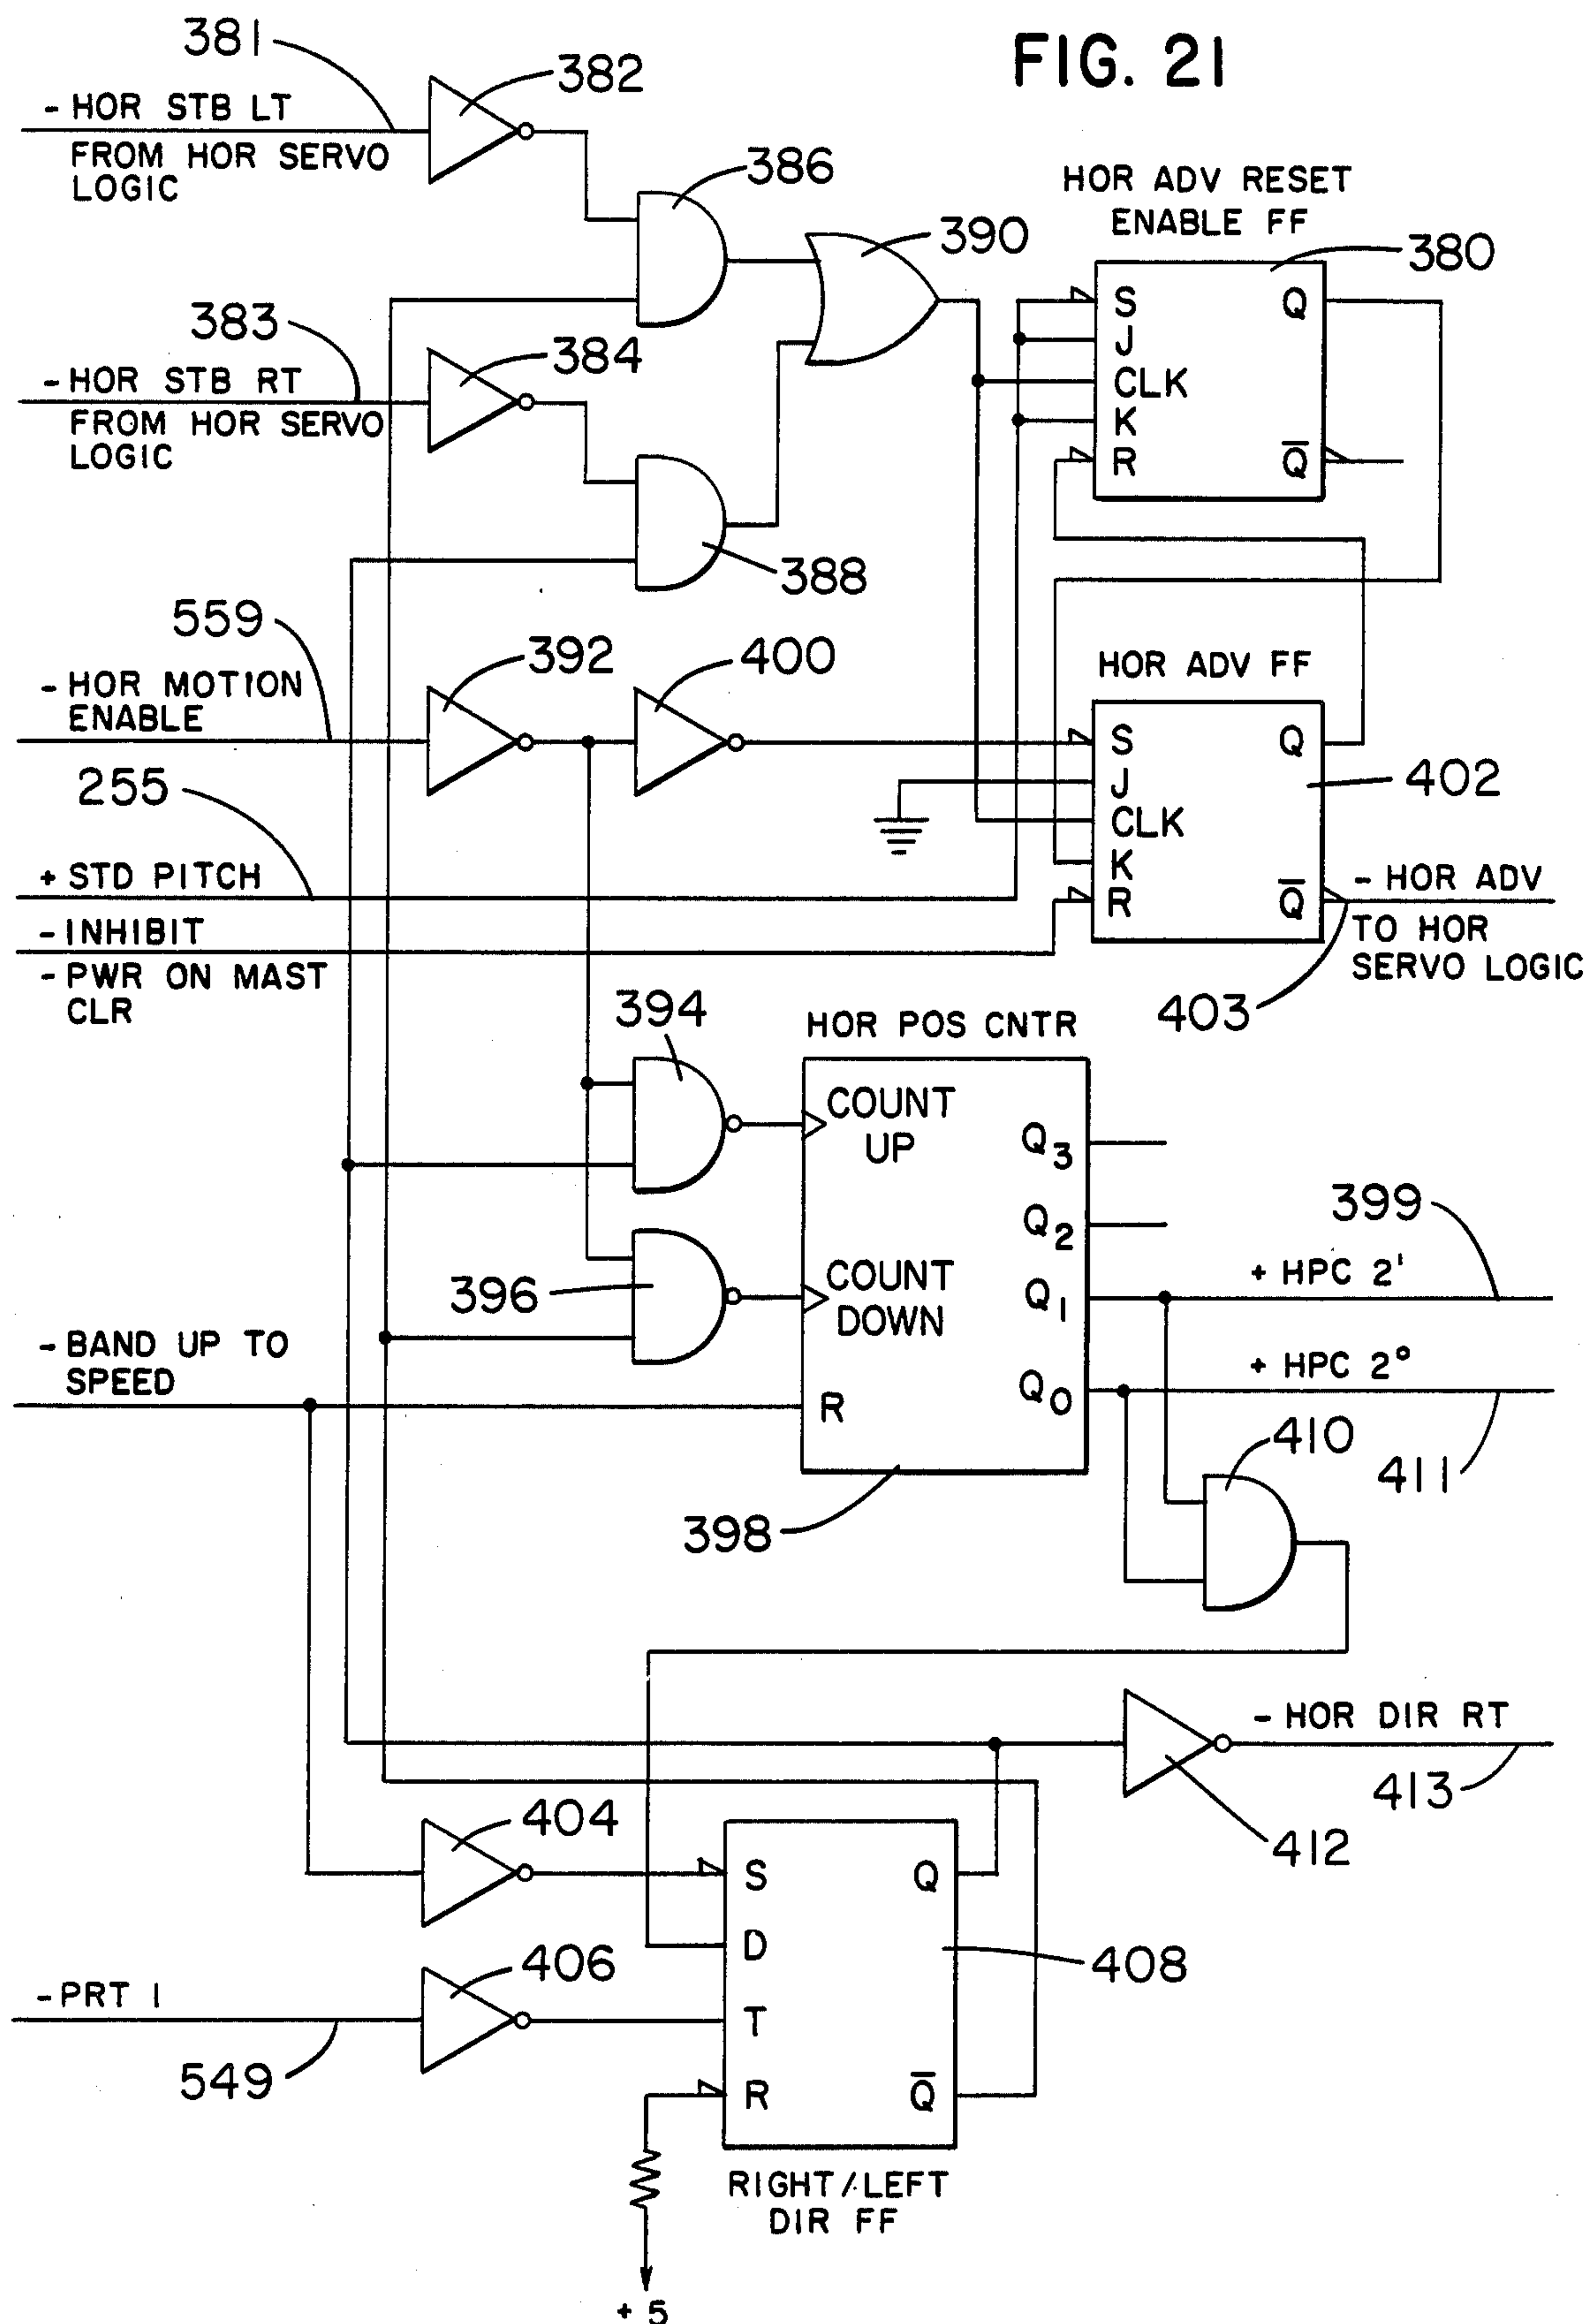 FIG. 21
381
382
- HOR STB LT
FROM HOR SERVO
LOGIC
386
390
HOR ADV RESET
ENABLE FF
380
S
J
CLK
K
R
Q
Q̅
383
384
- HOR STB RT
FROM HOR SERVO
LOGIC
388
559
392
400
- HOR MOTION
ENABLE
HOR ADV FF
S
J
CLK
K
R
Q
Q̅
402
255
+ STD PITCH
- INHIBIT
- PWR ON MAST
CLR
- HOR ADV
TO HOR
SERVO LOGIC
403
394
HOR POS CNTR
COUNT
UP
Q3
Q2
396
COUNT
DOWN
Q1
Q0
R
399
+ HPC 2¹
+ HPC 2⁰
411
- BAND UP TO
SPEED
398
410
- HOR DIR RT
413
412
404
S
D
T
R
Q
Q̅
406
408
- PRT 1
549
RIGHT/LEFT
DIR FF
+ 5